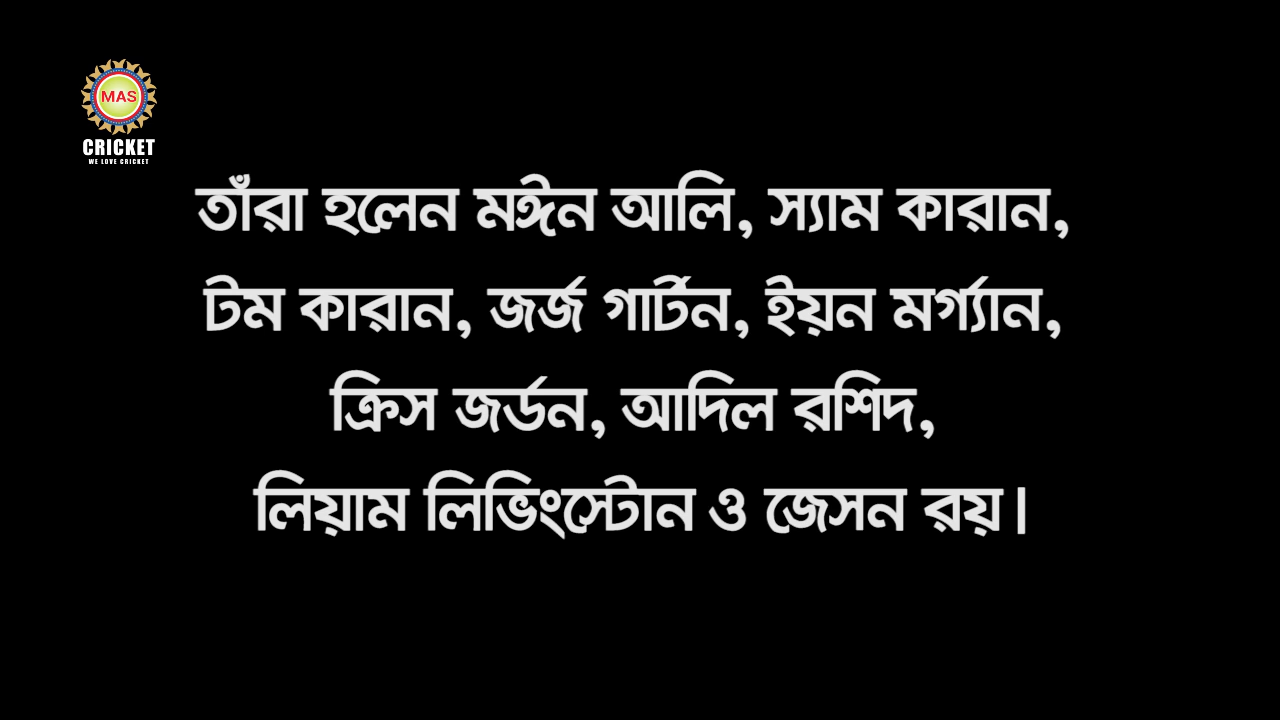 MAS
CRICKET
WE LOVE CRICKET
তাঁরা হলেন মঈন আলি, স্যাম কারান,
টম কারান, জর্জ গার্টন, ইয়ন মর্গ্যান,
ক্রিস জর্ডন, আদিল রশিদ,
লিয়াম লিভিংস্টোন ও জেসন রয়।